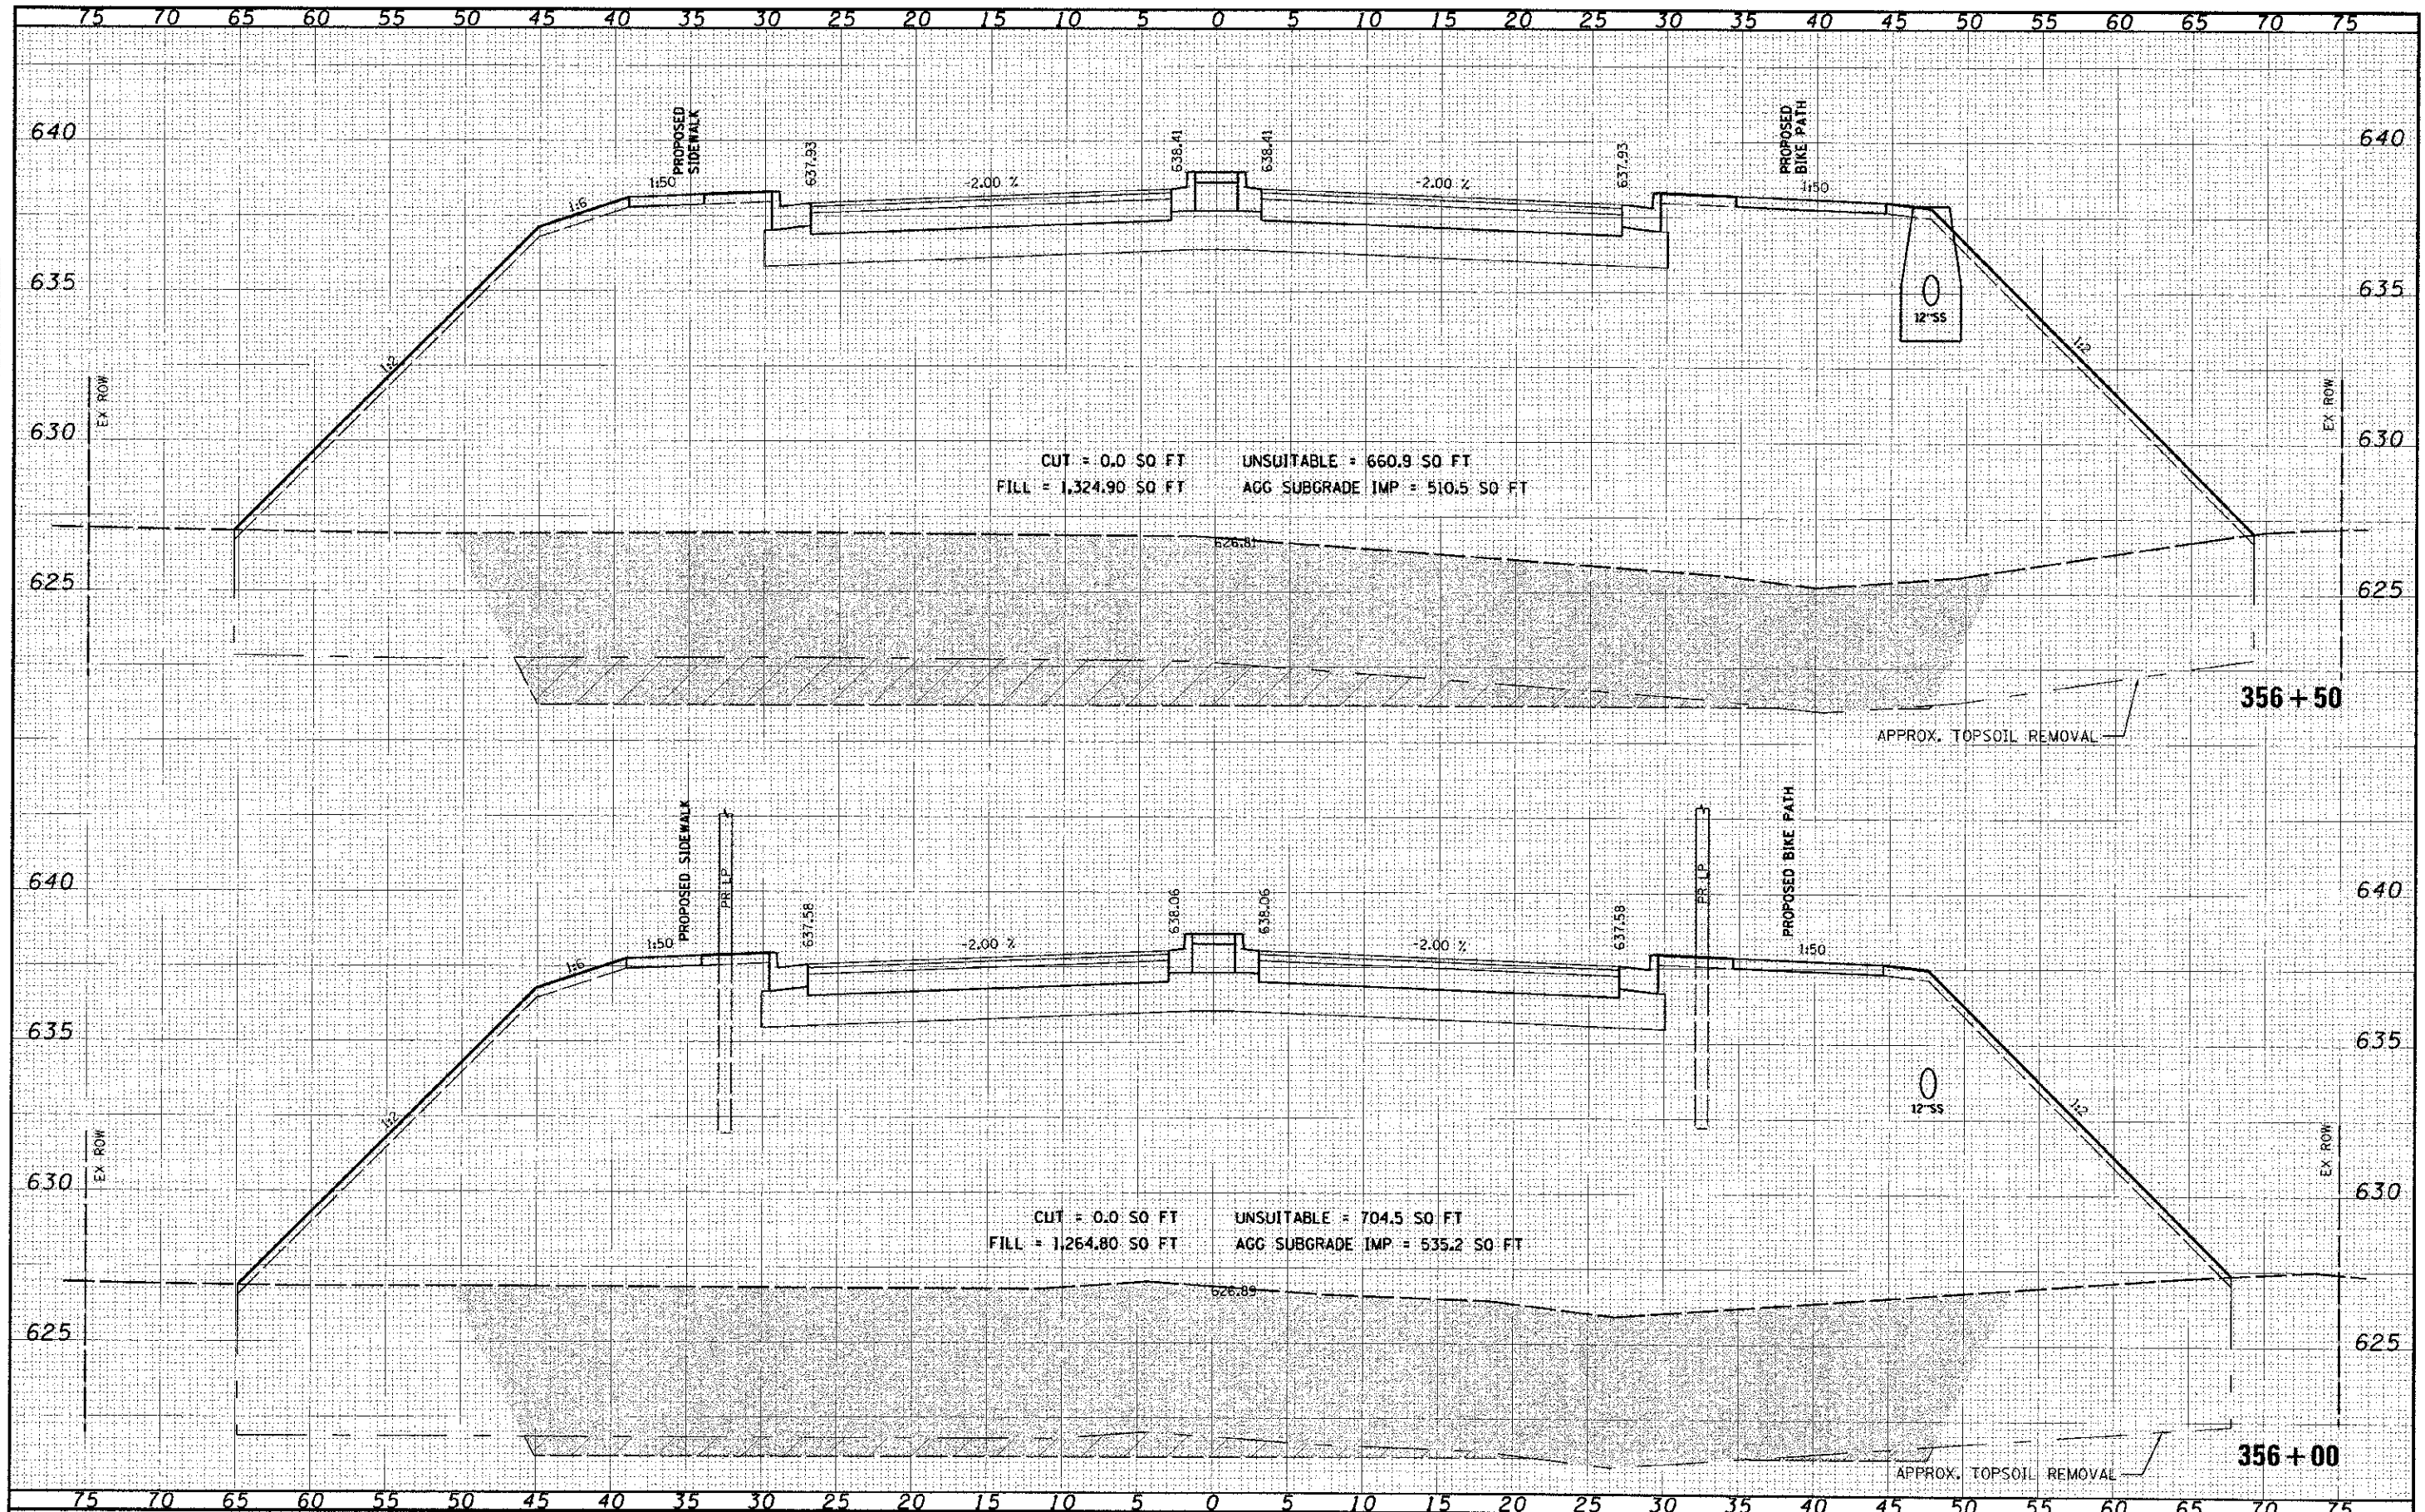 75 70 65 60 55 50 45 40 35 30 25 20 15 10 5 0 5 10 15 20 25 30 35 40 45 50 55 60 65 70 75
PROPOSED
SIDEWALK
PROPOSED
BIKE PATH
640
640
637.93
638.41
638.41
637.93
1:6
1:50
-2.00 %
-2.00 %
1:50
635
635
12"SS
1:2
1:2
EX ROW
EX ROW
630
630
CUT = 0.0 SQ FT UNSUITABLE = 660.9 SQ FT
FILL = 1,324.90 SQ FT AGG SUBGRADE IMP = 510.5 SQ FT
626.81
625
625
356+50
APPROX. TOPSOIL REMOVAL
PROPOSED SIDEWALK
PR LP
PR LP
PROPOSED BIKE PATH
640
640
637.58
638.06
638.06
637.58
1:6
1:50
-2.00 %
-2.00 %
1:50
635
635
12"SS
1:2
1:2
EX ROW
EX ROW
630
630
CUT = 0.0 SQ FT UNSUITABLE = 704.5 SQ FT
FILL = 1,264.80 SQ FT AGG SUBGRADE IMP = 535.2 SQ FT
626.89
625
625
356+00
APPROX. TOPSOIL REMOVAL
75 70 65 60 55 50 45 40 35 30 25 20 15 10 5 0 5 10 15 20 25 30 35 40 45 50 55 60 65 70 75